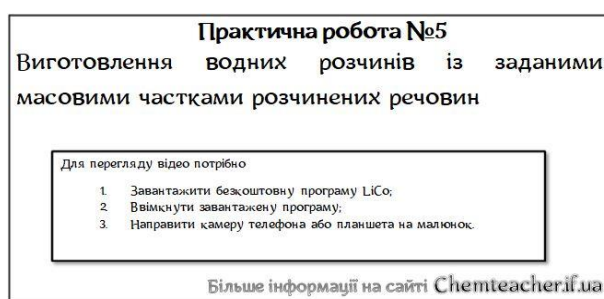 Практична робота №5
Виготовлення водних розчинів із заданими
масовими частками розчинених речовин
Для перегляду відео потрібно
1. Завантажити безкоштовну програму LiCo;
2. Ввімкнути завантажену програму;
3. Направити камеру телефона або планшета на малюнок.
Більше інформації на сайті Chemteacher.if.ua